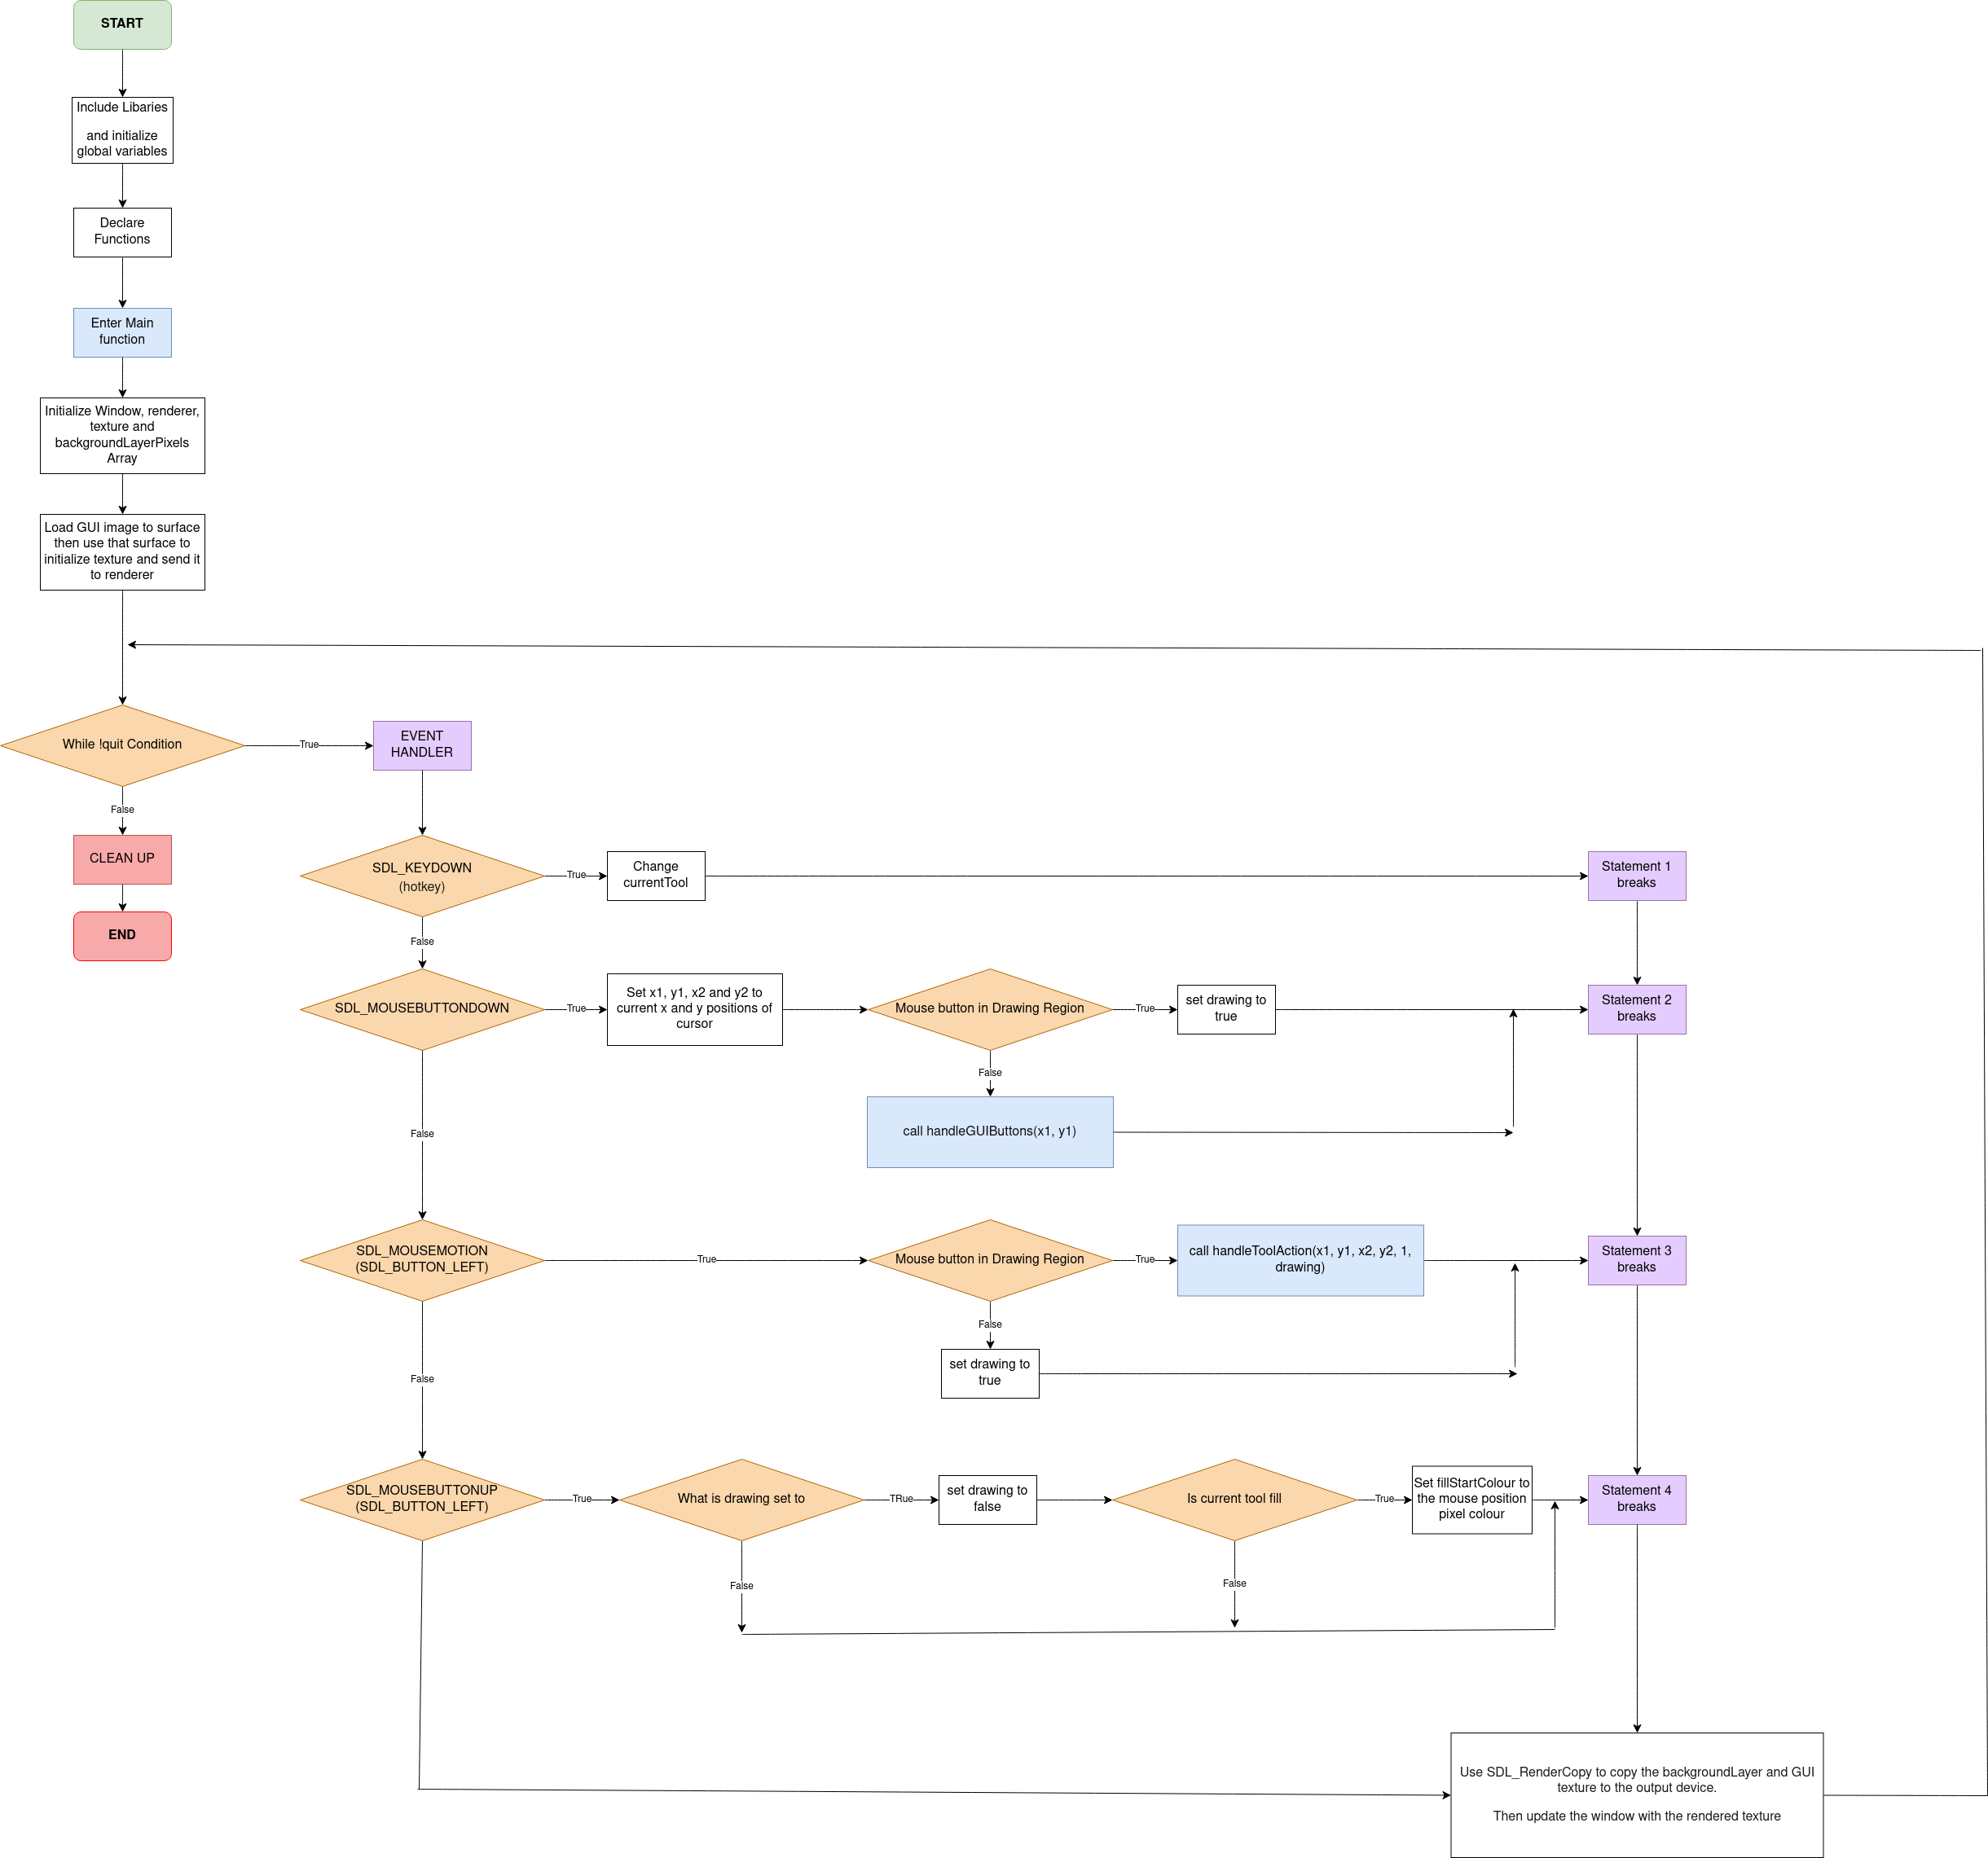 START
Include Libaries
and initialize
global variables
Declare
Functions
Enter Main
function
Initialize Window, renderer,
texture and
backgroundLayerPixels
Array
Load GUI image to surface
then use that surface to
initialize texture and send it
to renderer
While !quit Condition
True
EVENT
HANDLER
False
CLEAN UP
END
SDL_KEYDOWN
(hotkey)
True
Change
currentTool
Statement 1
breaks
False
SDL_MOUSEBUTTONDOWN
True
Set x1, y1, x2 and y2 to
current x and y positions of
cursor
Mouse button in Drawing Region
True
set drawing to
true
Statement 2
breaks
False
call handleGUIButtons(x1, y1)
False
SDL_MOUSEMOTION
(SDL_BUTTON_LEFT)
True
Mouse button in Drawing Region
True
call handleToolAction(x1, y1, x2, y2, 1,
drawing)
Statement 3
breaks
False
set drawing to
true
False
SDL_MOUSEBUTTONUP
(SDL_BUTTON_LEFT)
True
What is drawing set to
TRue
set drawing to
false
Is current tool fill
True
Set fillStartColour to
the mouse position
pixel colour
Statement 4
breaks
False
False
Use SDL_RenderCopy to copy the backgroundLayer and GUI
texture to the output device.
Then update the window with the rendered texture